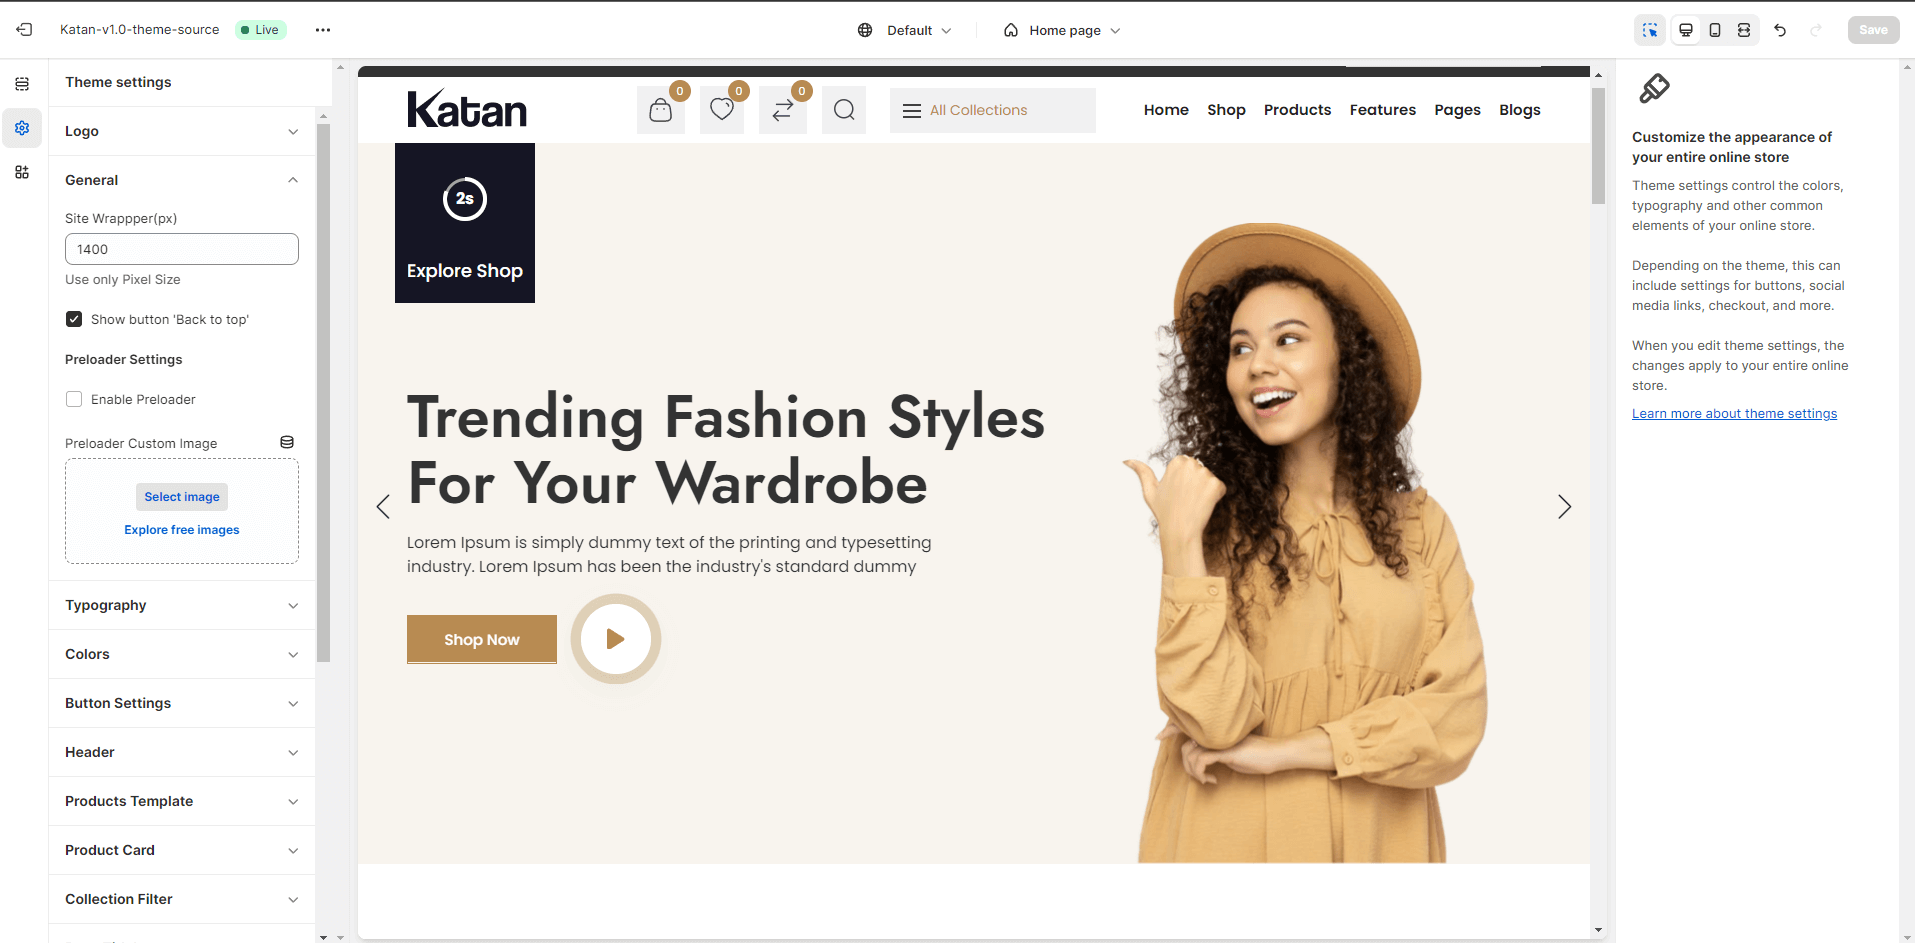 Katan-v1.0-theme-source
Live
Default
Home page
Save
Theme settings
Logo
General
Site Wrappper(px)
1400
Use only Pixel Size
Show button 'Back to top'
Preloader Settings
Enable Preloader
Preloader Custom Image
Select image
Explore free images
Typography
Colors
Button Settings
Header
Products Template
Product Card
Collection Filter
Katan
0
0
0
All Collections
Home Shop Products Features Pages Blogs
2s
Explore Shop
Trending Fashion Styles
For Your Wardrobe
Lorem Ipsum is simply dummy text of the printing and typesetting
industry. Lorem Ipsum has been the industry's standard dummy
Shop Now
Customize the appearance of
your entire online store
Theme settings control the colors,
typography and other common
elements of your online store.
Depending on the theme, this can
include settings for buttons, social
media links, checkout, and more.
When you edit theme settings, the
changes apply to your entire online
store.
Learn more about theme settings